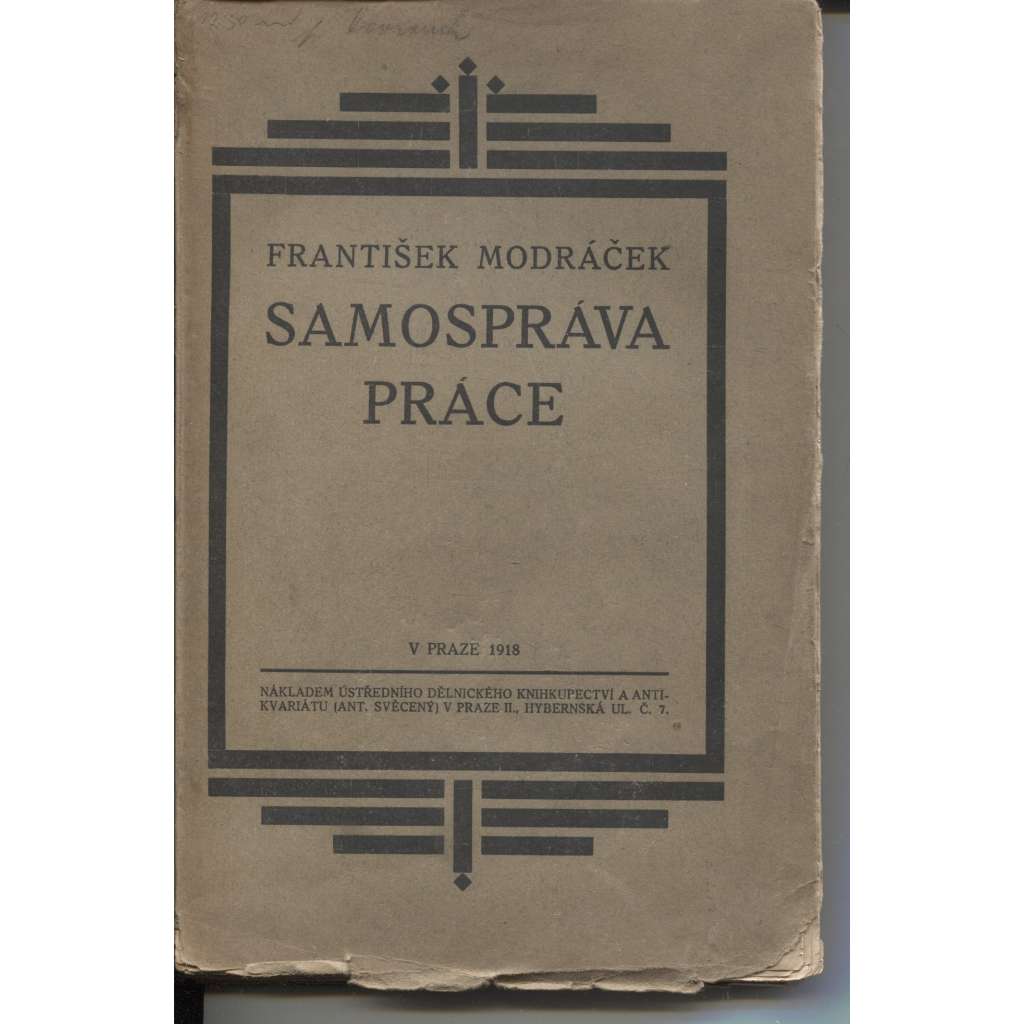 FRANTIŠEK MODRÁČEK
SAMOSPRÁVA
PRÁCE
V PRAZE 1918
NÁKLADEM ÚSTŘEDNÍHO DĚLNICKÉHO KNIHKUPECTVÍ A ANTI-
KVARIÁTU (ANT. SVĚCENÝ) V PRAZE II., HYBERNSKÁ UL. Č. 7.